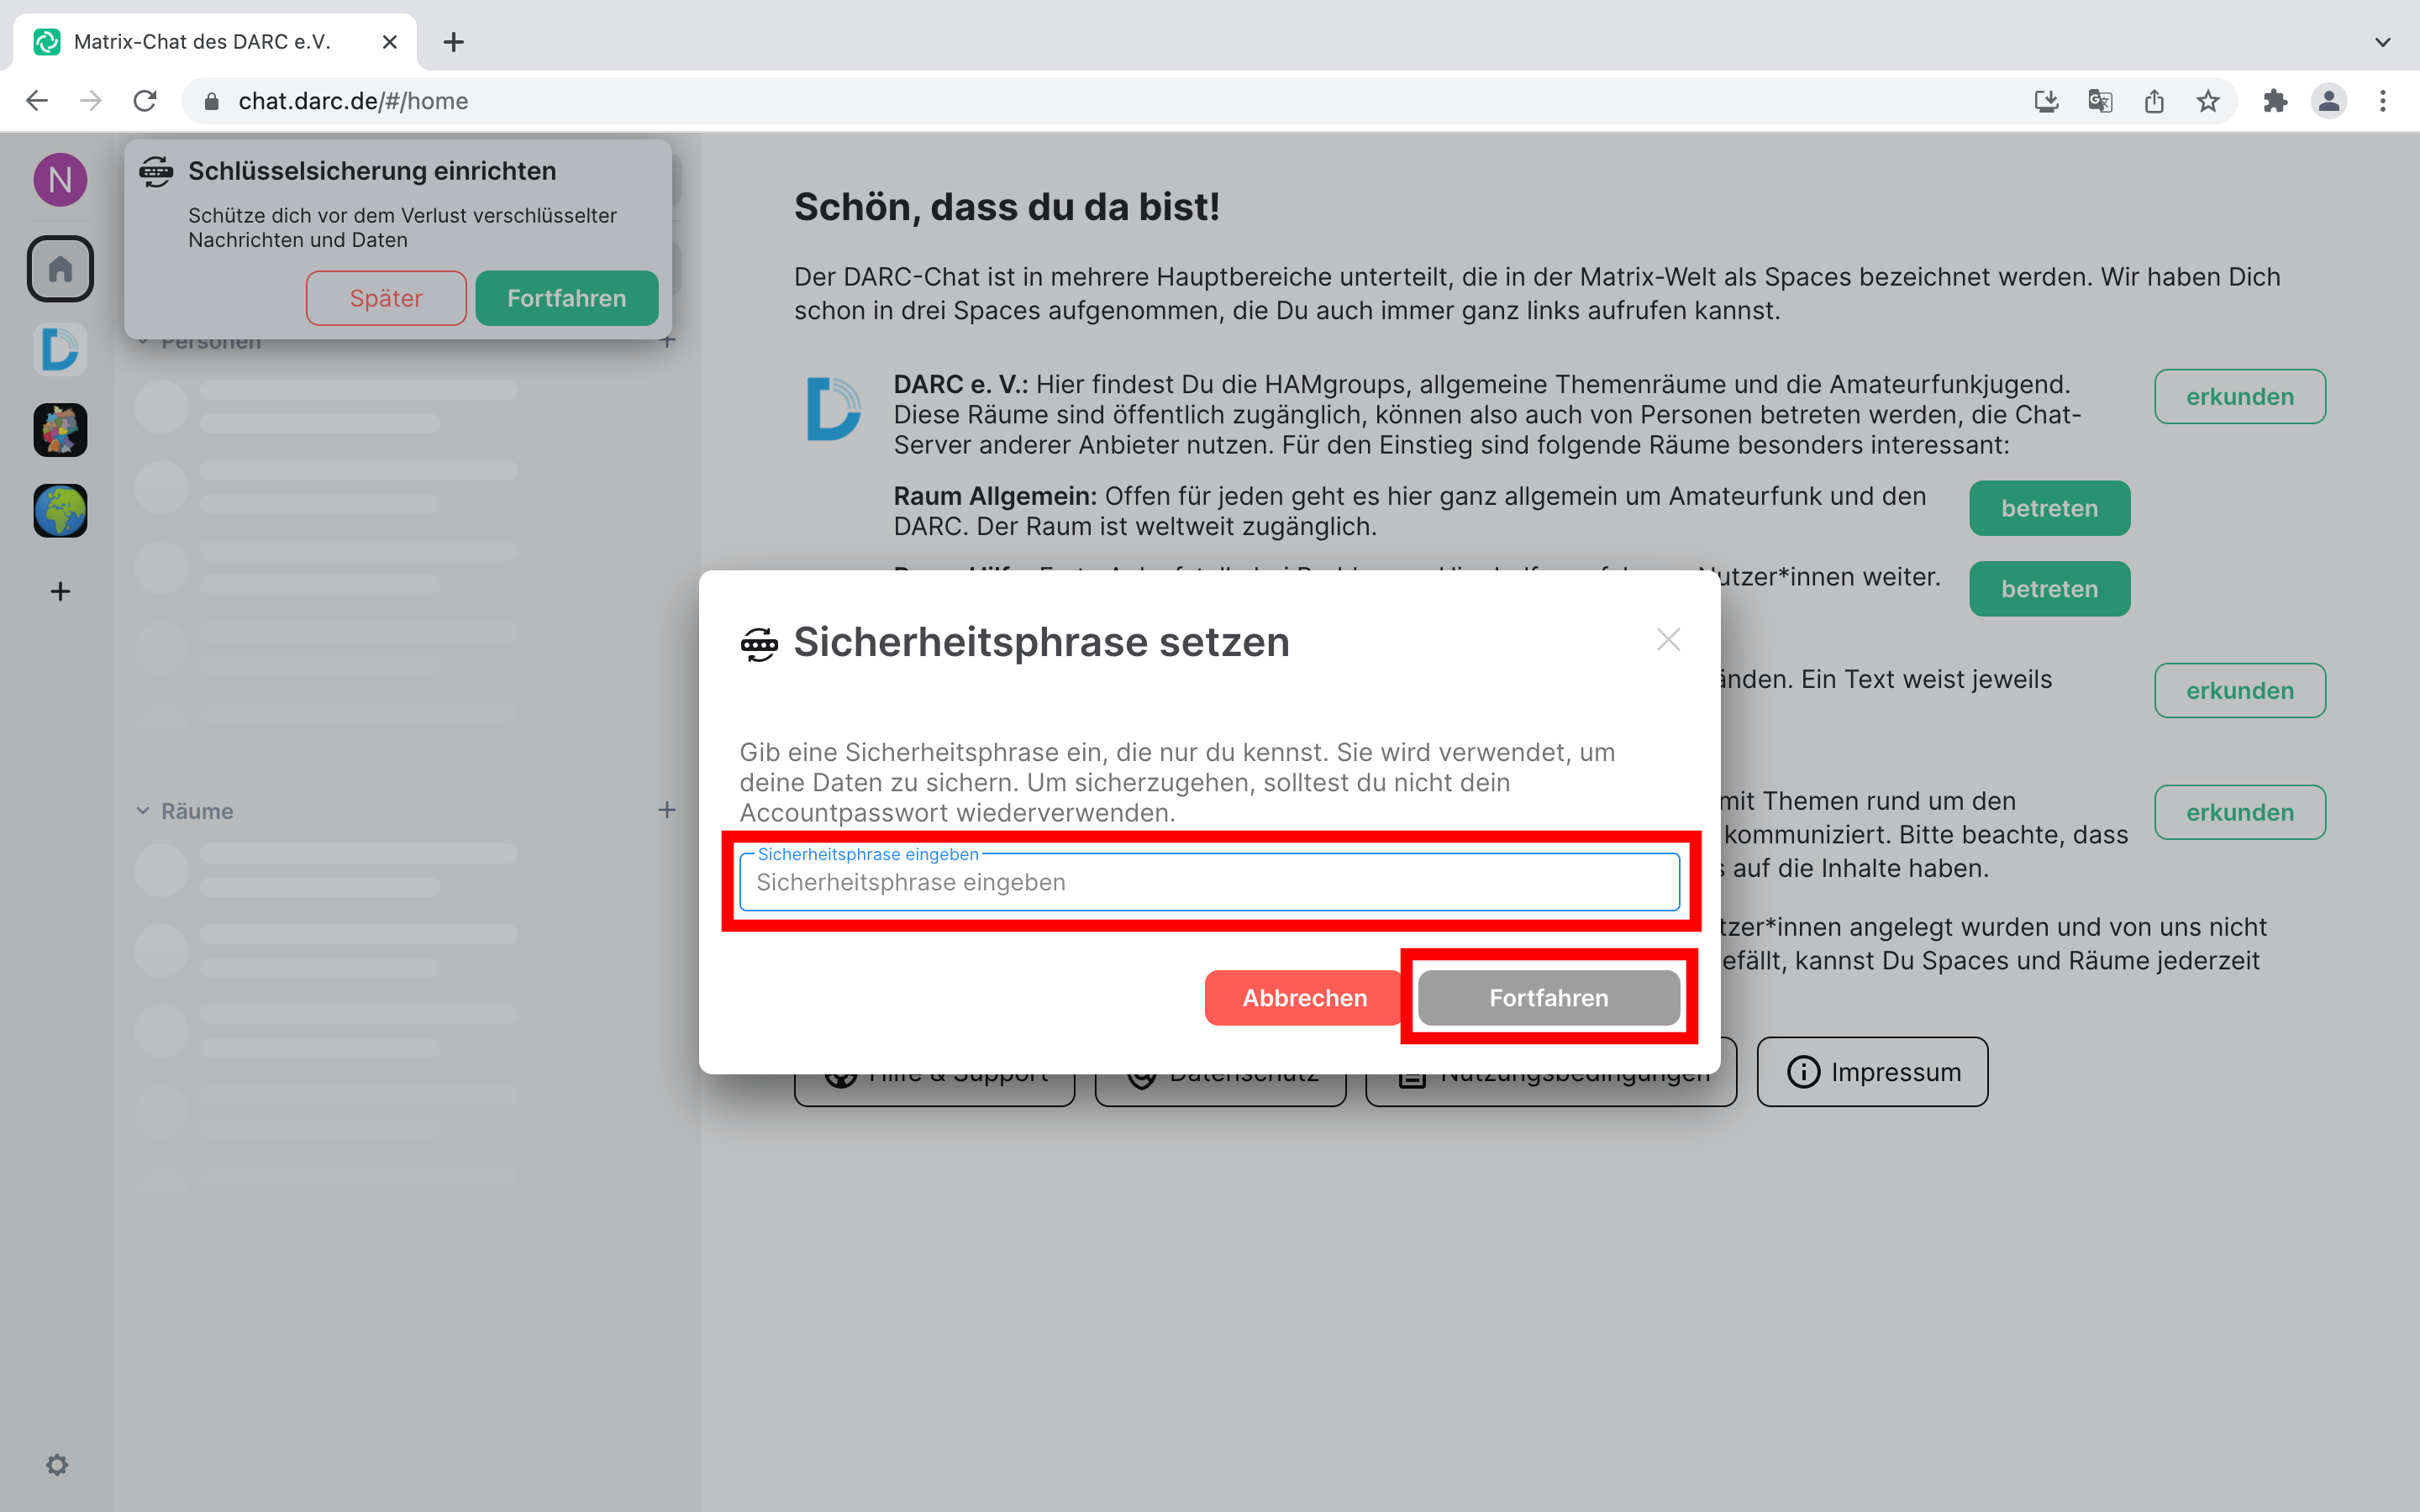 Matrix-Chat des DARC e.V.
chat.darc.de/#/home
N
Schlüsselsicherung einrichten
Schütze dich vor dem Verlust verschlüsselter
Nachrichten und Daten
Später
Fortfahren
Personen
Räume
Schön, dass du da bist!
Der DARC-Chat ist in mehrere Hauptbereiche unterteilt, die in der Matrix-Welt als Spaces bezeichnet werden. Wir haben Dich
schon in drei Spaces aufgenommen, die Du auch immer ganz links aufrufen kannst.
DARC e. V.: Hier findest Du die HAMgroups, allgemeine Themenräume und die Amateurfunkjugend.
Diese Räume sind öffentlich zugänglich, können also auch von Personen betreten werden, die Chat-
Server anderer Anbieter nutzen. Für den Einstieg sind folgende Räume besonders interessant:
erkunden
Raum Allgemein: Offen für jeden geht es hier ganz allgemein um Amateurfunk und den
DARC. Der Raum ist weltweit zugänglich.
betreten
Nutzer*innen weiter.
betreten
änden. Ein Text weist jeweils
erkunden
mit Themen rund um den
kommuniziert. Bitte beachte, dass
s auf die Inhalte haben.
erkunden
tzer*innen angelegt wurden und von uns nicht
efällt, kannst Du Spaces und Räume jederzeit
Sicherheitsphrase setzen
Gib eine Sicherheitsphrase ein, die nur du kennst. Sie wird verwendet, um
deine Daten zu sichern. Um sicherzugehen, solltest du nicht dein
Accountpasswort wiederverwenden.
Sicherheitsphrase eingeben
Sicherheitsphrase eingeben
Abbrechen
Fortfahren
Hilfe & Support
Datenschutz
Nutzungsbedingungen
Impressum